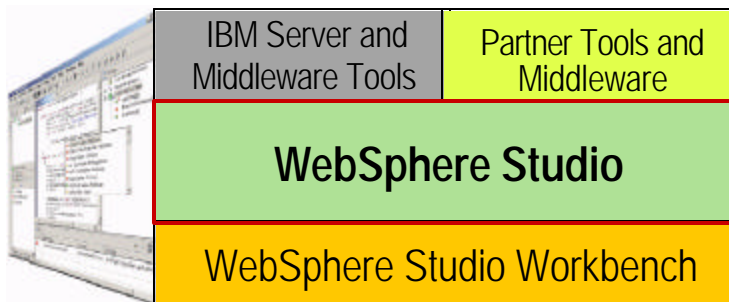 IBM Server and
Middleware Tools
Partner Tools and
Middleware
WebSphere Studio
WebSphere Studio Workbench